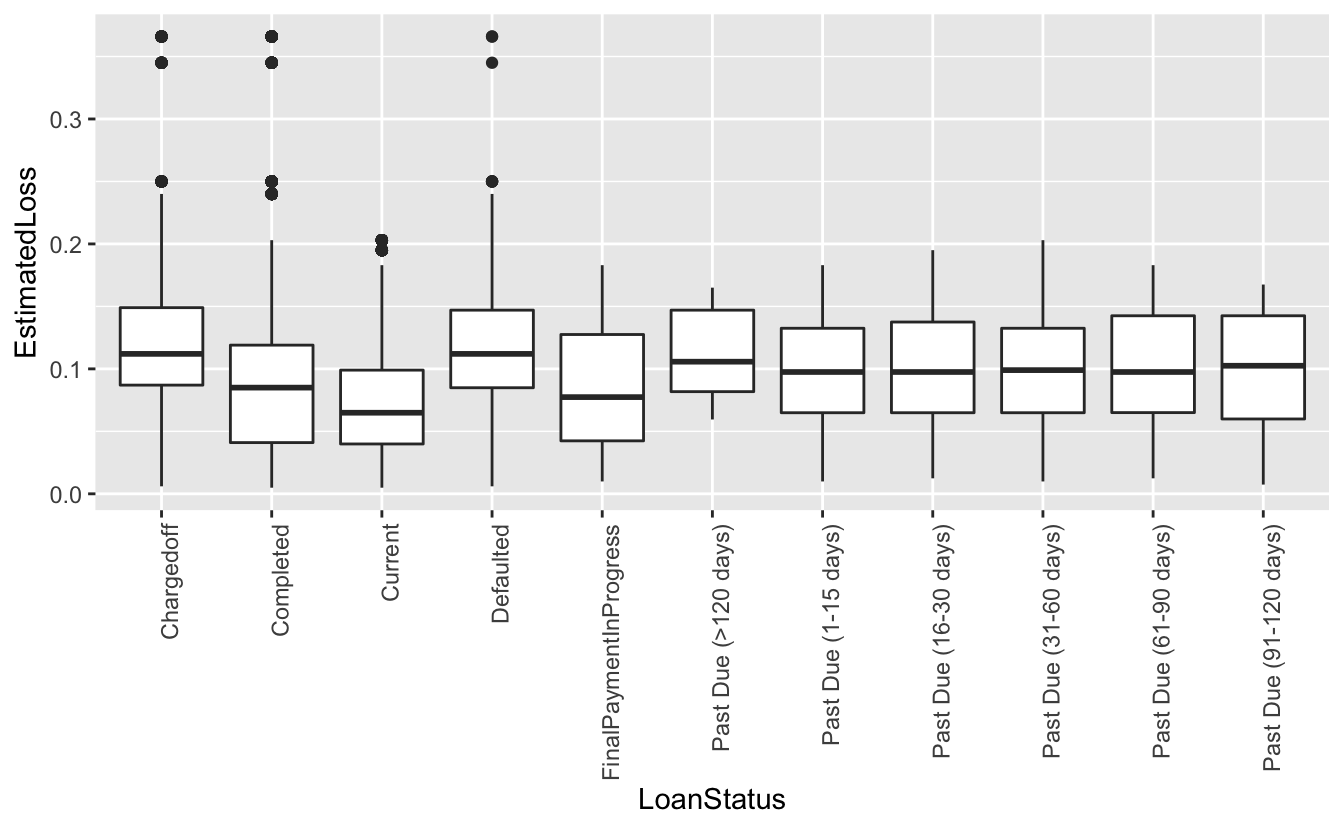 0.3
0.2
0.1
0.0
EstimatedLoss
Chargedoff
Completed
Current
Defaulted
FinalPaymentInProgress
Past Due (>120 days)
Past Due (1-15 days)
Past Due (16-30 days)
Past Due (31-60 days)
Past Due (61-90 days)
Past Due (91-120 days)
LoanStatus